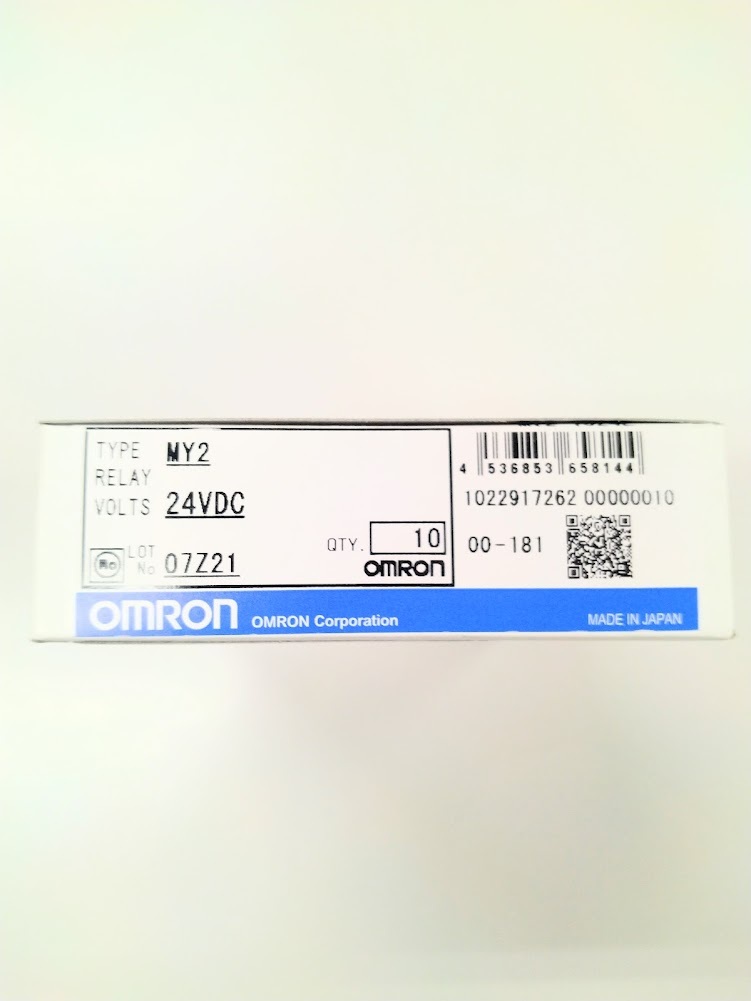 TYPE MY2
RELAY
VOLTS 24VDC
LOT No 07Z21
QTY. 10
OMRON
4 536853 658144
1022917262 00000010
00-181
OMRON OMRON Corporation MADE IN JAPAN